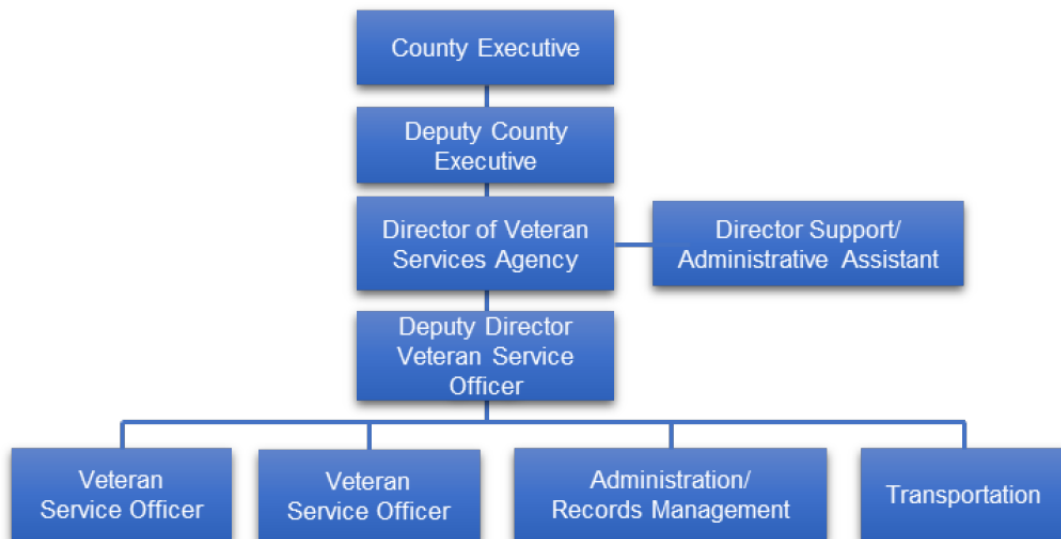 County Executive
Deputy County
Executive
Director of Veteran
Services Agency
Director Support/
Administrative Assistant
Deputy Director
Veteran Service
Officer
Veteran
Service Officer
Veteran
Service Officer
Administration/
Records Management
Transportation